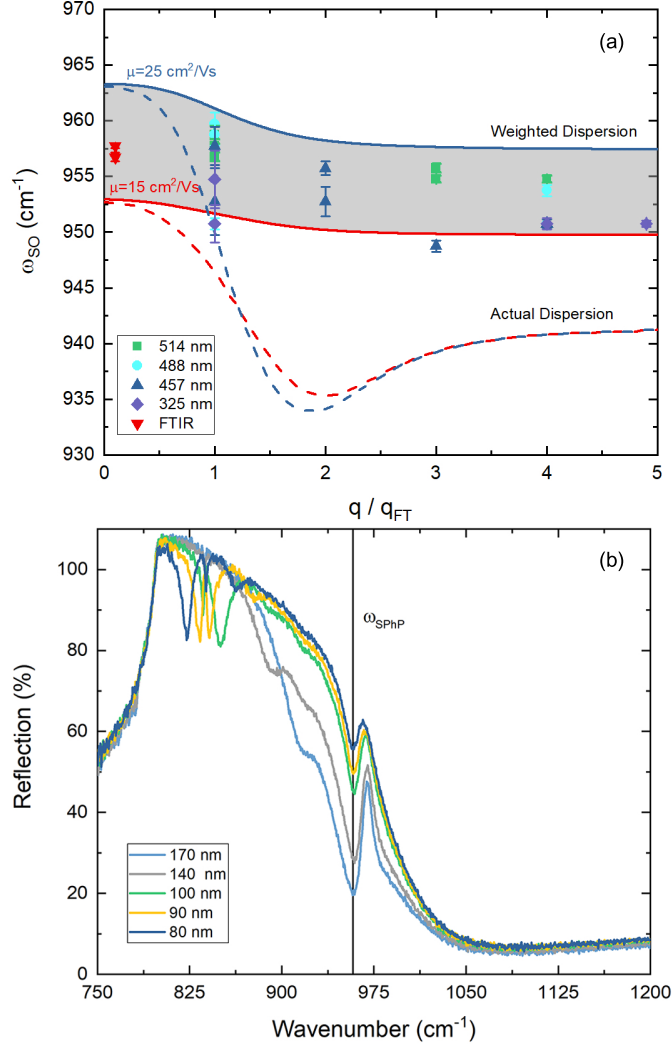 970
(a)
965
μ=25 cm²/Vs
960
Weighted Dispersion
955
μ=15 cm²/Vs
950
945
Actual Dispersion
940
514 nm
488 nm
935
457 nm
325 nm
930
FTIR
ω_SO (cm⁻¹)
0 1 2 3 4 5
q / q_FT
(b)
100
ω_SPhP
80
60
40
170 nm
140 nm
20
100 nm
90 nm
80 nm
0
Reflection (%)
750 825 900 975 1050 1125 1200
Wavenumber (cm⁻¹)